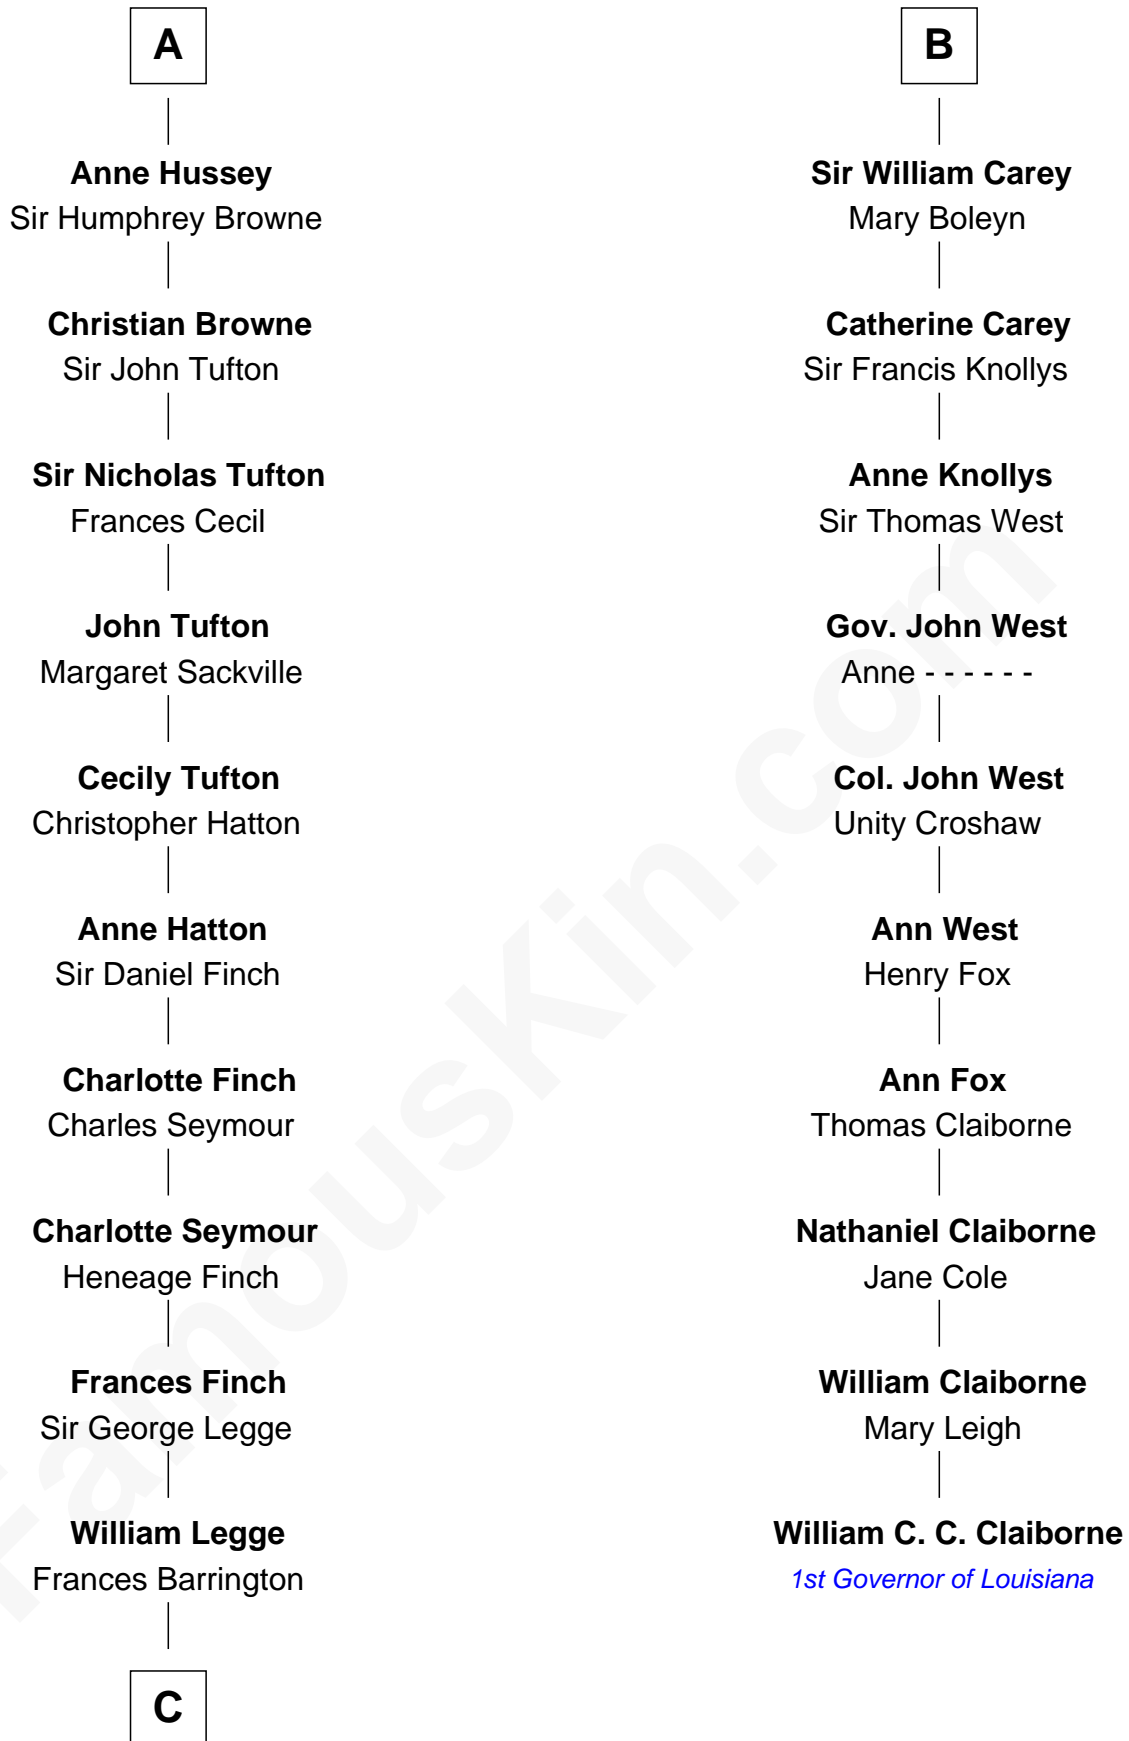 A
Anne Hussey
Sir Humphrey Browne
Christian Browne
Sir John Tufton
Sir Nicholas Tufton
Frances Cecil
John Tufton
Margaret Sackville
Cecily Tufton
Christopher Hatton
Anne Hatton
Sir Daniel Finch
Charlotte Finch
Charles Seymour
Charlotte Seymour
Heneage Finch
Frances Finch
Sir George Legge
William Legge
Frances Barrington
C
B
Sir William Carey
Mary Boleyn
Catherine Carey
Sir Francis Knollys
Anne Knollys
Sir Thomas West
Gov. John West
Anne - - - - - -
Col. John West
Unity Croshaw
Ann West
Henry Fox
Ann Fox
Thomas Claiborne
Nathaniel Claiborne
Jane Cole
William Claiborne
Mary Leigh
William C. C. Claiborne
1st Governor of Louisiana
FamousKin.com